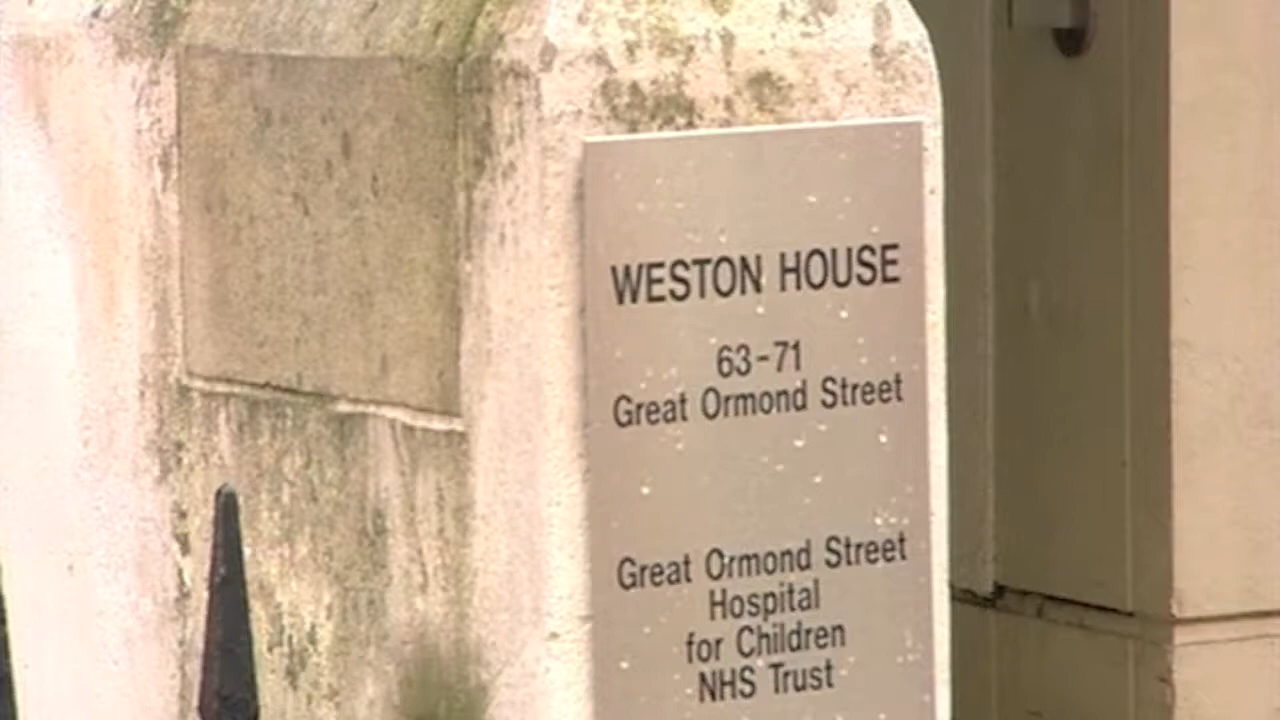 WESTON HOUSE
63-71
Great Ormond Street
Great Ormond Street
Hospital
for Children
NHS Trust